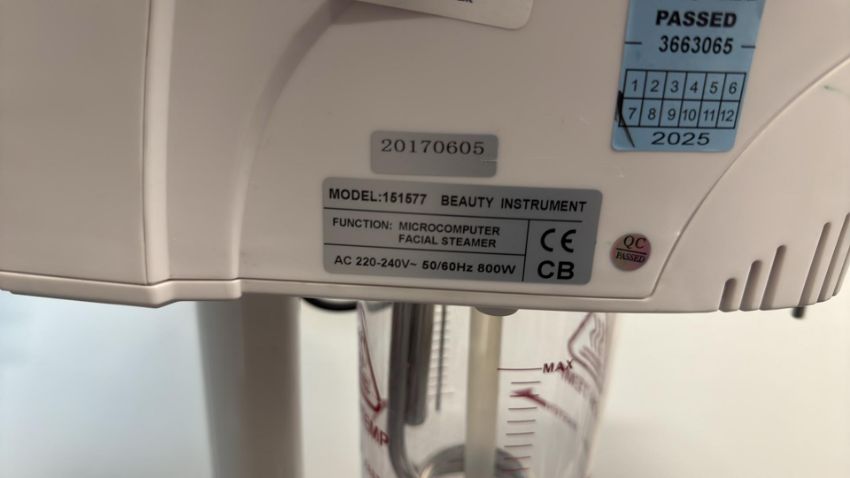 PASSED
3663065
1 2 3 4 5 6
7 8 9 10 11 12
2025
20170605
MODEL:151577 BEAUTY INSTRUMENT
FUNCTION: MICROCOMPUTER
FACIAL STEAMER
CE
AC 220-240V~ 50/60Hz 800W
CB
QC
PASSED
MAX